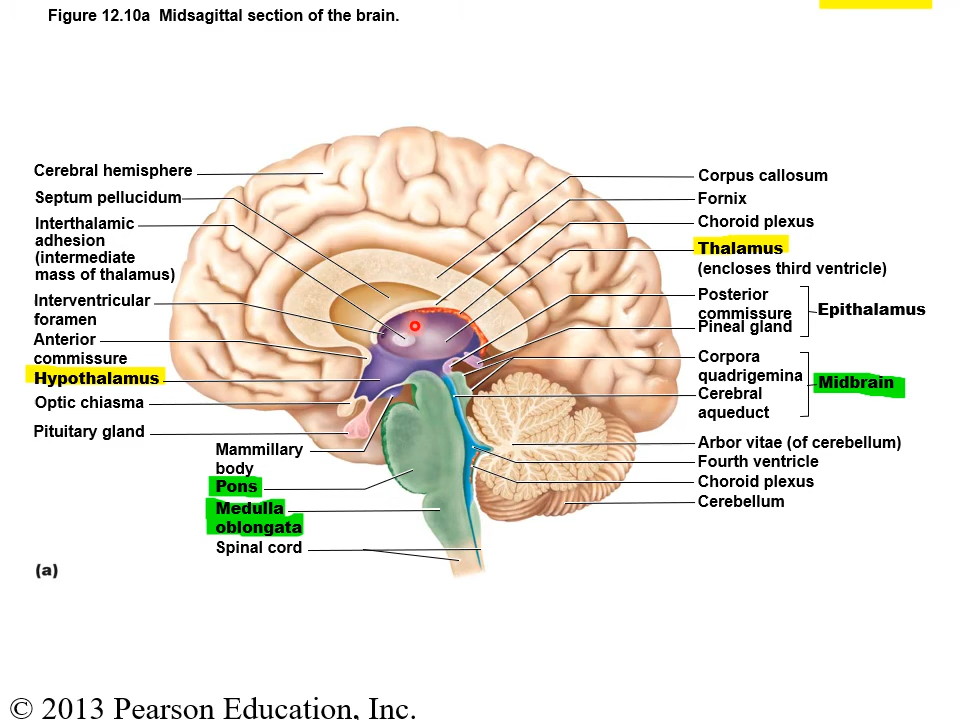 Figure 12.10a  Midsagittal section of the brain.
Cerebral hemisphere
Septum pellucidum
Interthalamic
adhesion
(intermediate
mass of thalamus)
Interventricular
foramen
Anterior
commissure
Hypothalamus
Optic chiasma
Pituitary gland
Mammillary
body
Pons
Medulla
oblongata
Spinal cord
Corpus callosum
Fornix
Choroid plexus
Thalamus
(encloses third ventricle)
Posterior
commissure
Pineal gland
Epithalamus
Corpora
quadrigemina
Cerebral
aqueduct
Midbrain
Arbor vitae (of cerebellum)
Fourth ventricle
Choroid plexus
Cerebellum
(a)
© 2013 Pearson Education, Inc.